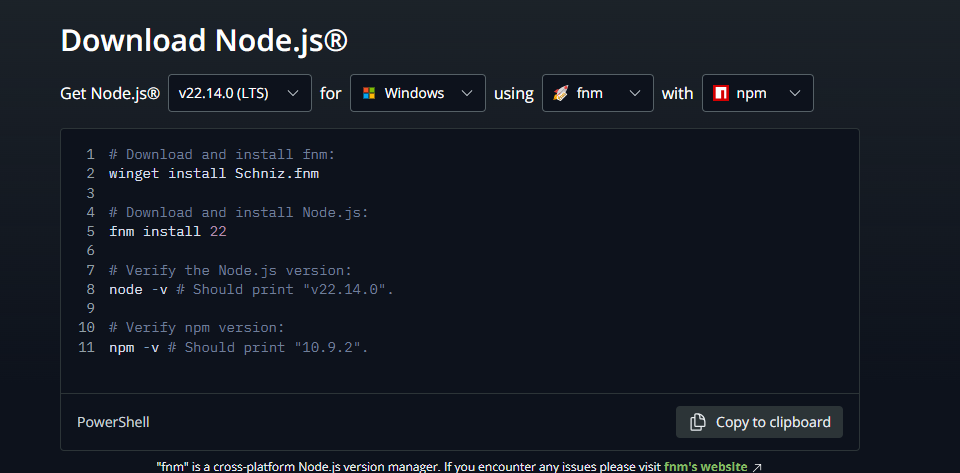 Download Node.js®
Get Node.js® v22.14.0 (LTS) for Windows using fnm with npm
1 # Download and install fnm:
2 winget install Schniz.fnm
3
4 # Download and install Node.js:
5 fnm install 22
6
7 # Verify the Node.js version:
8 node -v # Should print "v22.14.0".
9
10 # Verify npm version:
11 npm -v # Should print "10.9.2".
PowerShell Copy to clipboard
"fnm" is a cross-platform Node.js version manager. If you encounter any issues please visit fnm's website ↗